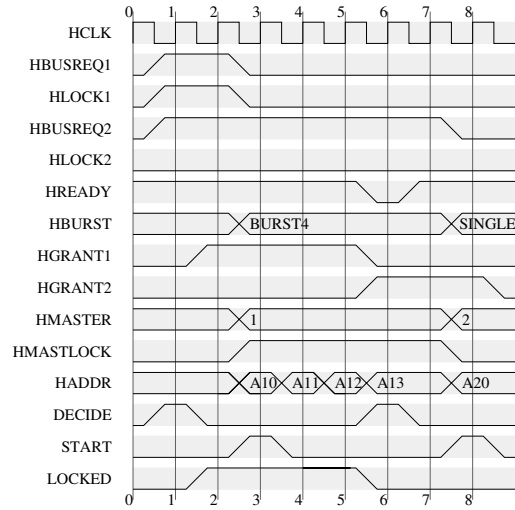 0 1 2 3 4 5 6 7 8
HCLK
HBUSREQ1
HLOCK1
HBUSREQ2
HLOCK2
HREADY
HBURST BURST4 SINGLE
HGRANT1
HGRANT2
HMASTER 1 2
HMASTLOCK
HADDR A10 A11 A12 A13 A20
DECIDE
START
LOCKED
0 1 2 3 4 5 6 7 8